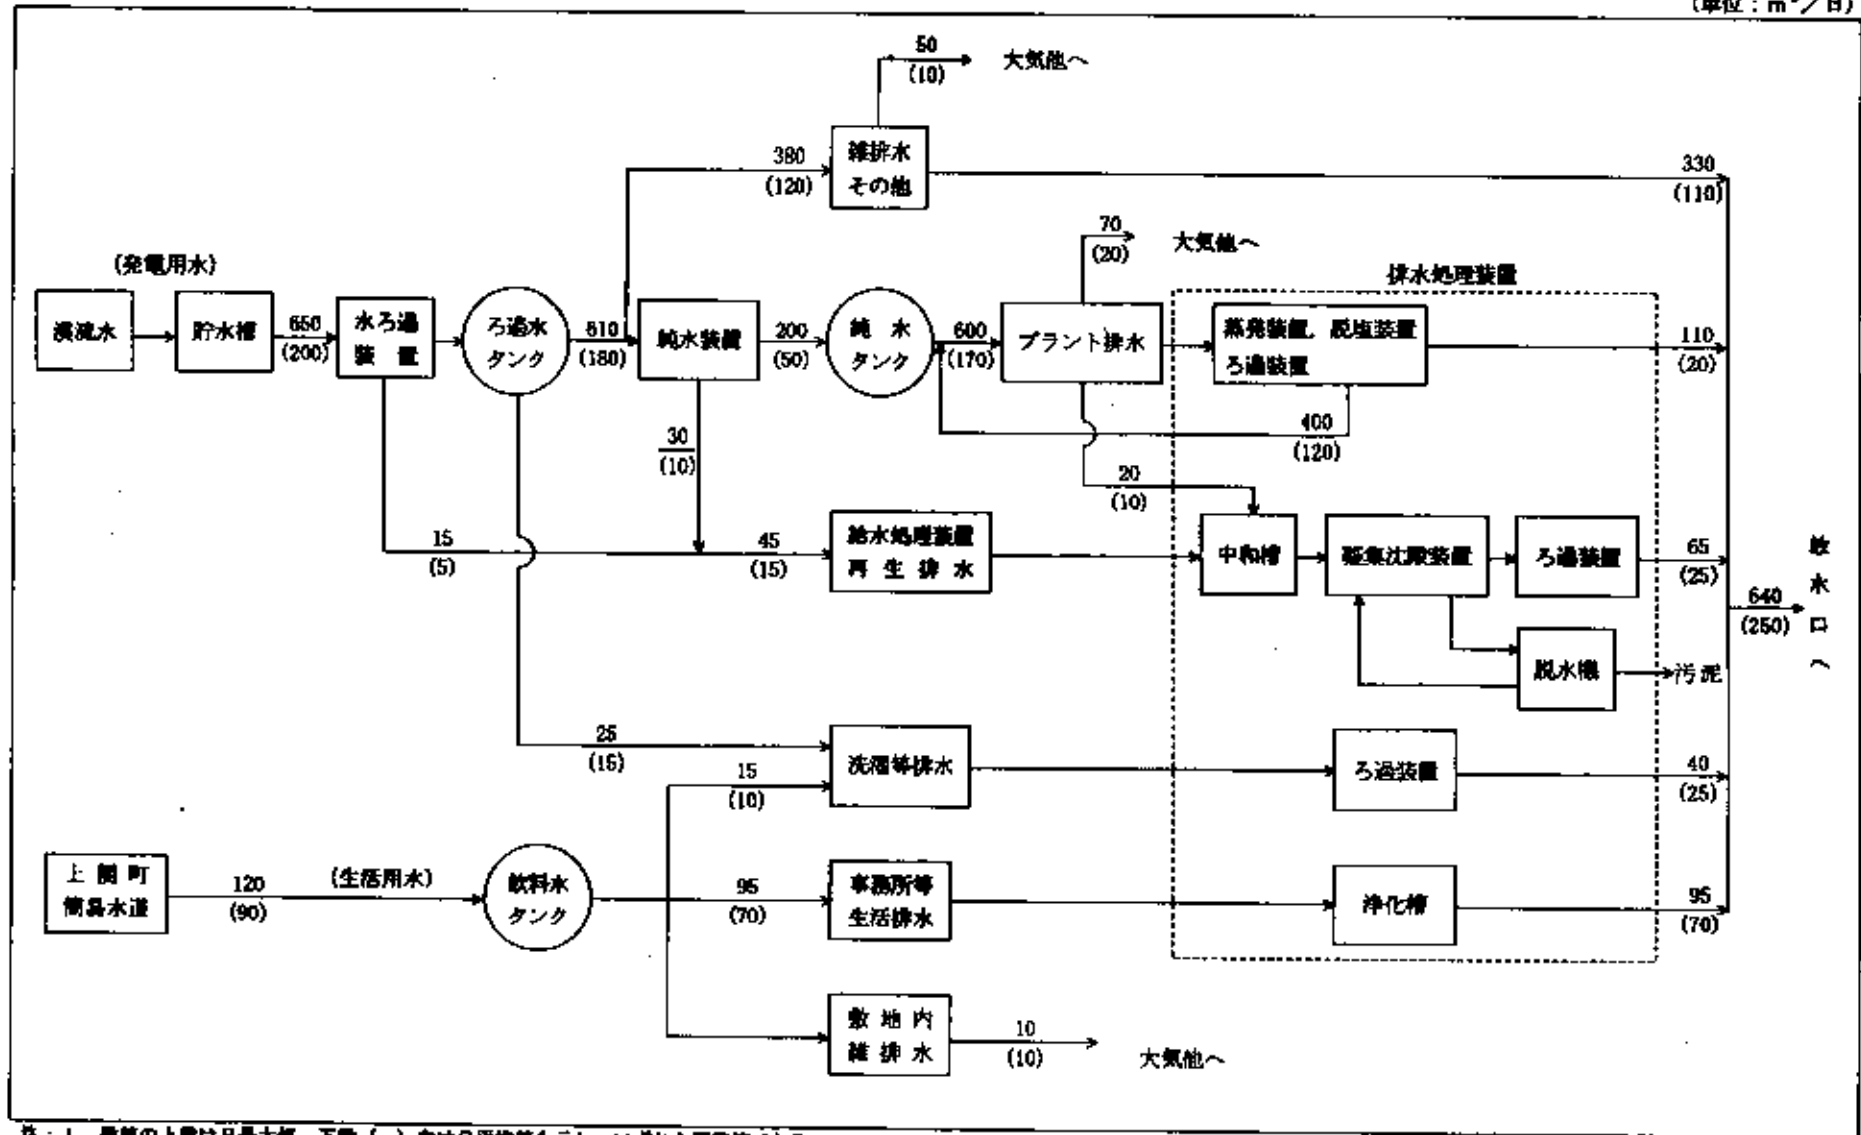 (単位：m³／日)
50
(10)
大気他へ
380
(120)
雑排水
その他
330
(110)
70
(20)
大気他へ
(発電用水)
排水処理装置
渓流水
貯水槽
650
(200)
水ろ過
装置
ろ過水
タンク
610
(180)
純水装置
200
(50)
純水
タンク
600
(170)
プラント排水
蒸発装置，脱塩装置
ろ過装置
110
(20)
400
(120)
30
(10)
20
(10)
15
(5)
45
(15)
給水処理装置
再生排水
中和槽
凝集沈殿装置
ろ過装置
65
(25)
放水口へ
640
(250)
脱水機
汚泥
25
(15)
15
(10)
洗濯等排水
ろ過装置
40
(25)
上関町
簡易水道
120
(90)
(生活用水)
飲料水
タンク
95
(70)
事務所等
生活排水
浄化槽
95
(70)
敷地内
雑排水
10
(10)
大気他へ